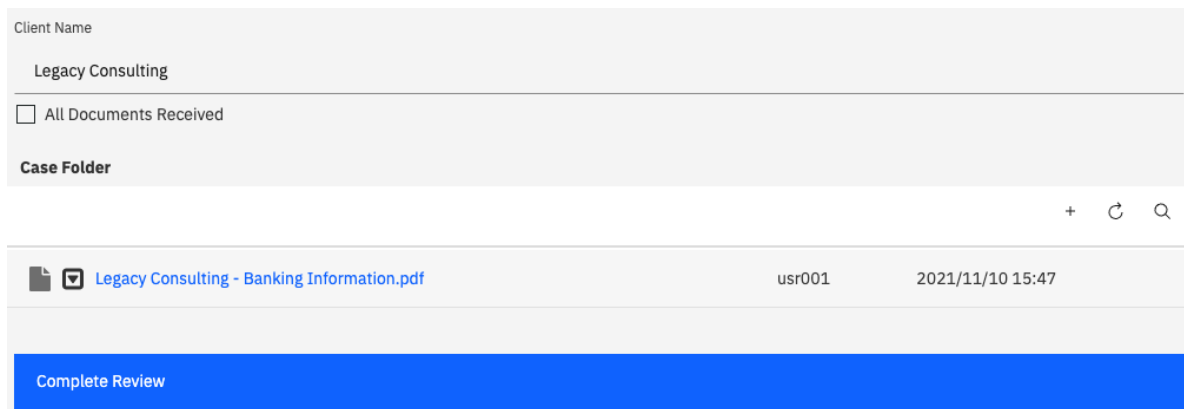 Client Name
Legacy Consulting
All Documents Received
Case Folder
Legacy Consulting - Banking Information.pdf usr001 2021/11/10 15:47
Complete Review